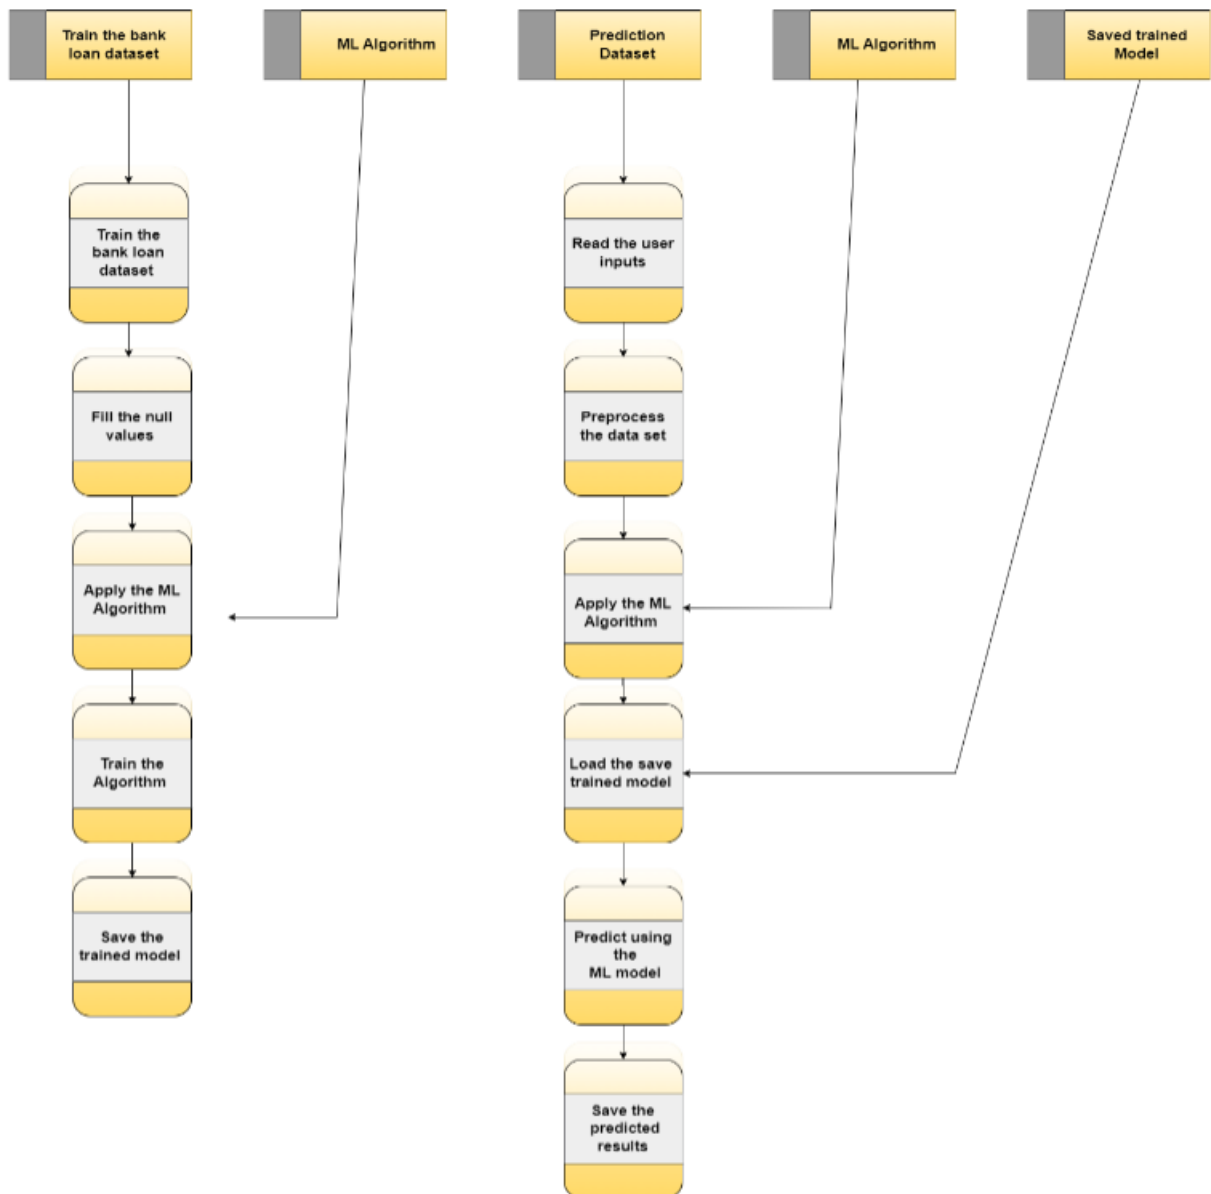 Train the bank
loan dataset
ML Algorithm
Prediction
Dataset
ML Algorithm
Saved trained
Model
Train the
bank loan
dataset
Fill the null
values
Apply the ML
Algorithm
Train the
Algorithm
Save the
trained model
Read the user
inputs
Preprocess
the data set
Apply the ML
Algorithm
Load the save
trained model
Predict using
the
ML model
Save the
predicted
results